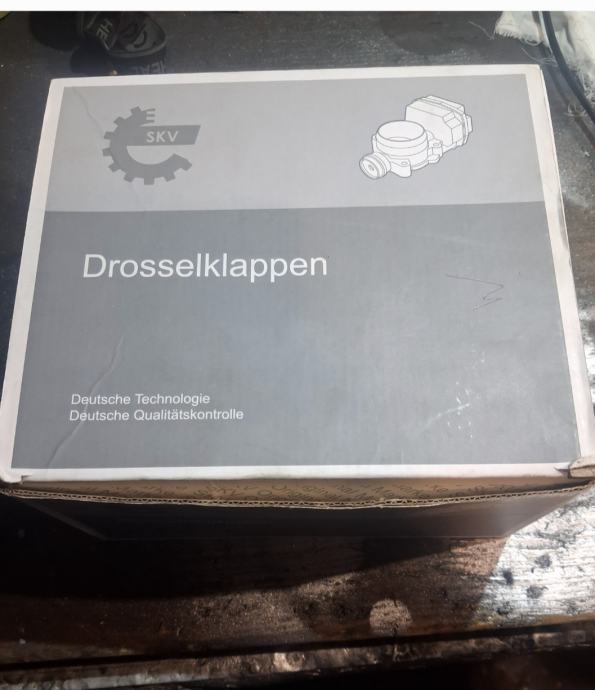 SKV
Drosselklappen
Deutsche Technologie
Deutsche Qualitätskontrolle